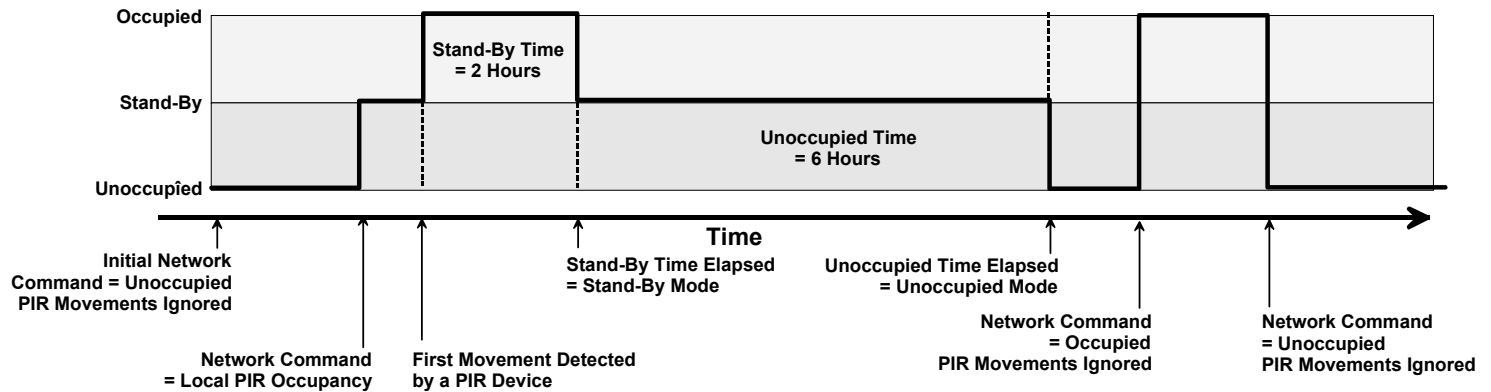 Occupied
Stand-By Time
= 2 Hours
Stand-By
Unoccupied Time
= 6 Hours
Unoccupied
Time
Initial Network
Command = Unoccupied
PIR Movements Ignored
Stand-By Time Elapsed
= Stand-By Mode
Unoccupied Time Elapsed
= Unoccupied Mode
Network Command
= Local PIR Occupancy
First Movement Detected
by a PIR Device
Network Command
= Occupied
PIR Movements Ignored
Network Command
= Unoccupied
PIR Movements Ignored